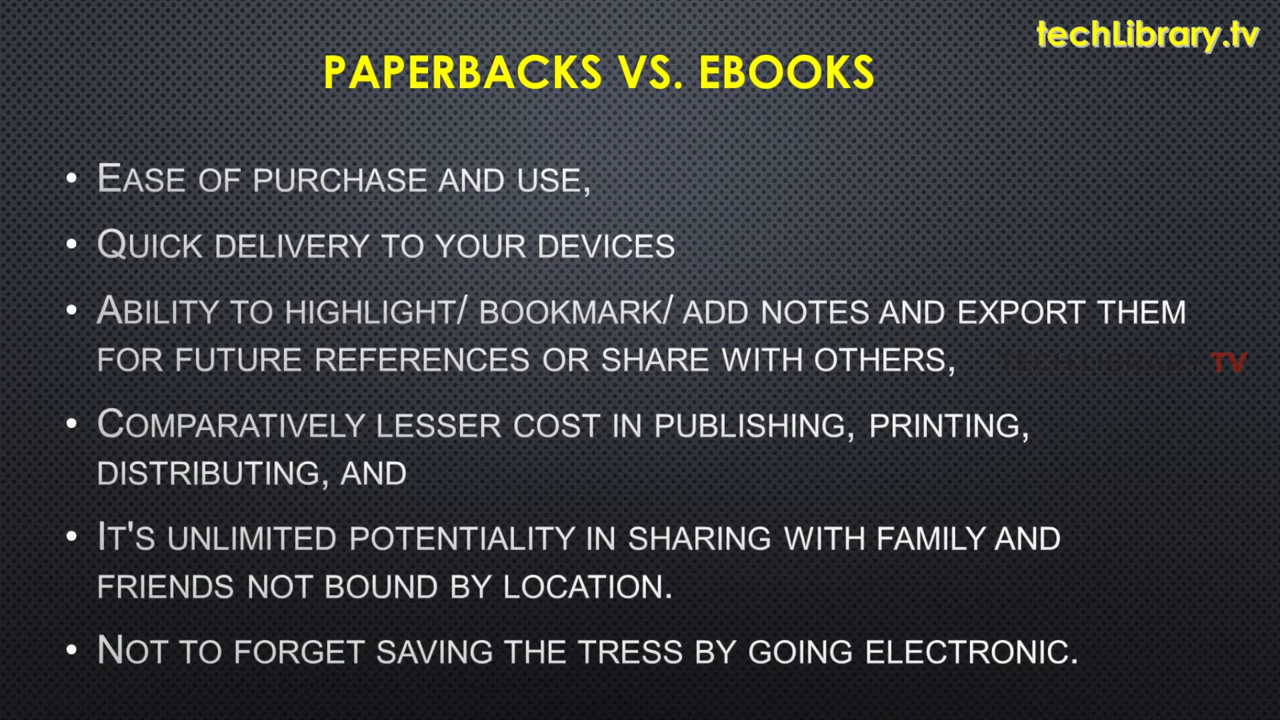 techLibrary.tv
PAPERBACKS VS. EBOOKS
• EASE OF PURCHASE AND USE,
• QUICK DELIVERY TO YOUR DEVICES
• ABILITY TO HIGHLIGHT/ BOOKMARK/ ADD NOTES AND EXPORT THEM
FOR FUTURE REFERENCES OR SHARE WITH OTHERS,
TV
• COMPARATIVELY LESSER COST IN PUBLISHING, PRINTING,
DISTRIBUTING, AND
• IT'S UNLIMITED POTENTIALITY IN SHARING WITH FAMILY AND
FRIENDS NOT BOUND BY LOCATION.
• NOT TO FORGET SAVING THE TRESS BY GOING ELECTRONIC.